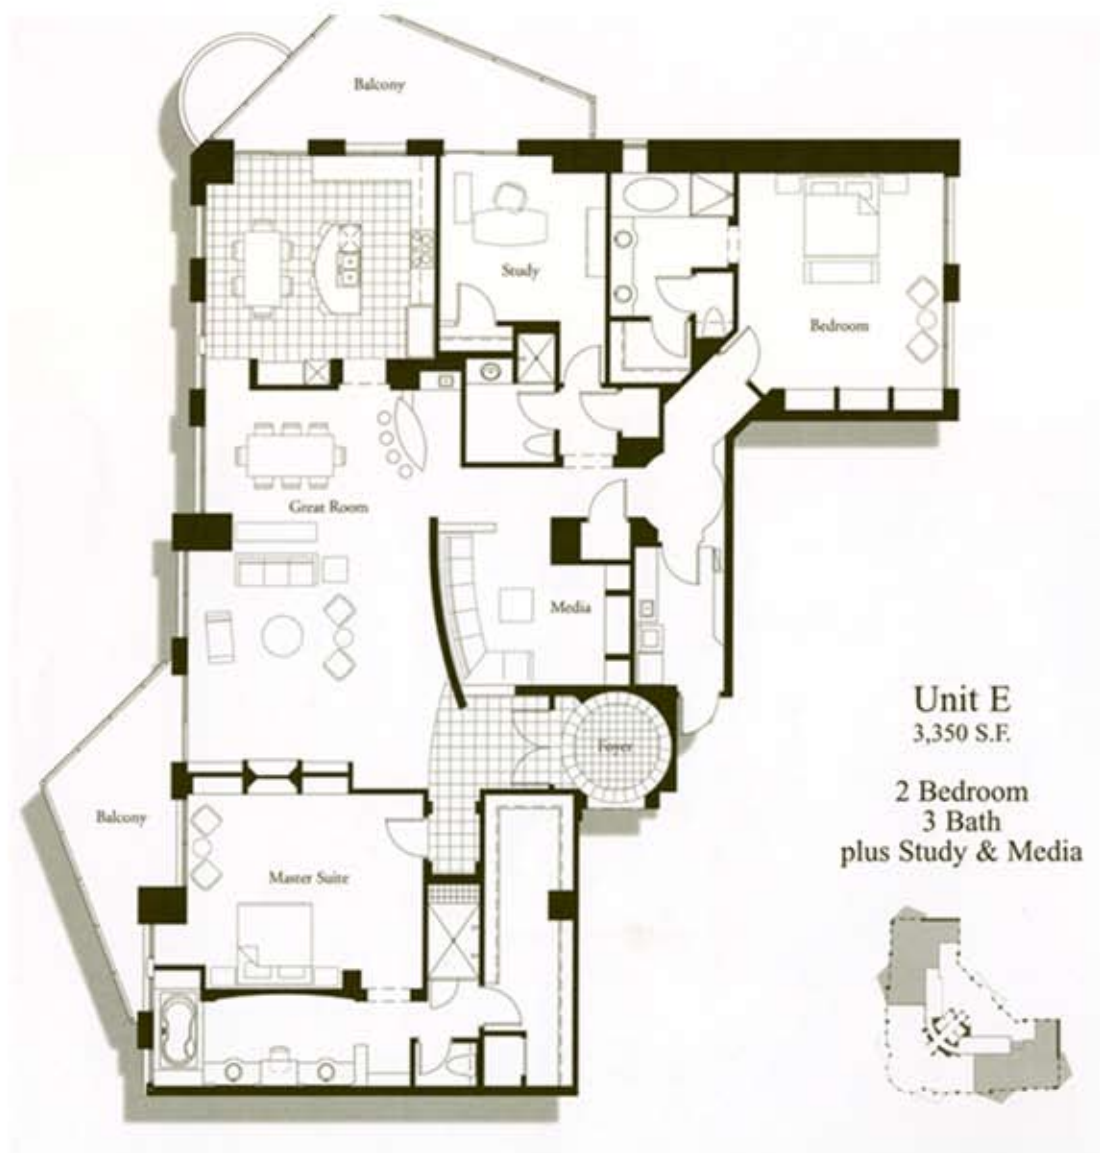 Balcony
Study
Bedroom
Great Room
Media
Unit E
3,350 S.F.
Foyer
2 Bedroom
3 Bath
plus Study & Media
Balcony
Master Suite